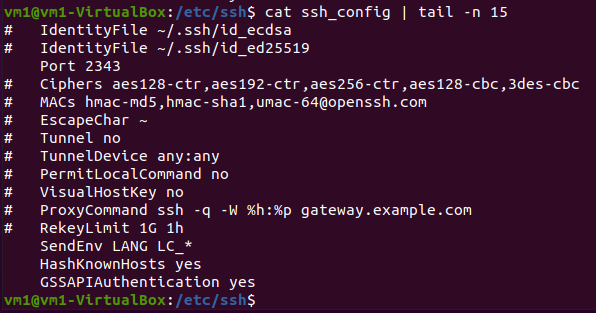 vm1@vm1-VirtualBox:/etc/ssh$ cat ssh_config | tail -n 15
#   IdentityFile ~/.ssh/id_ecdsa
#   IdentityFile ~/.ssh/id_ed25519
    Port 2343
#   Ciphers aes128-ctr,aes192-ctr,aes256-ctr,aes128-cbc,3des-cbc
#   MACs hmac-md5,hmac-sha1,umac-64@openssh.com
#   EscapeChar ~
#   Tunnel no
#   TunnelDevice any:any
#   PermitLocalCommand no
#   VisualHostKey no
#   ProxyCommand ssh -q -W %h:%p gateway.example.com
#   RekeyLimit 1G 1h
    SendEnv LANG LC_*
    HashKnownHosts yes
    GSSAPIAuthentication yes
vm1@vm1-VirtualBox:/etc/ssh$